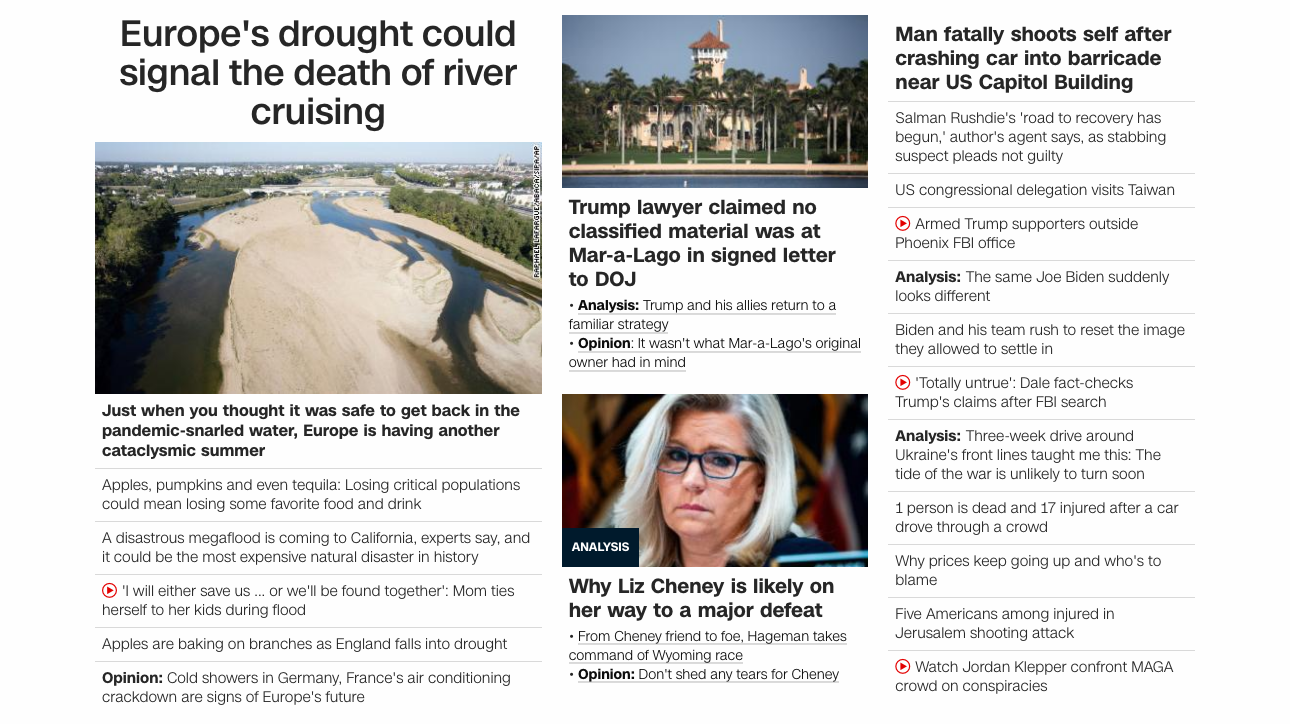 Europe's drought could
signal the death of river
cruising
RAPHAEL LAFARGUE/ABACA/SIPA/AP
Just when you thought it was safe to get back in the
pandemic-snarled water, Europe is having another
cataclysmic summer
Apples, pumpkins and even tequila: Losing critical populations
could mean losing some favorite food and drink
A disastrous megaflood is coming to California, experts say, and
it could be the most expensive natural disaster in history
'I will either save us ... or we'll be found together': Mom ties
herself to her kids during flood
Apples are baking on branches as England falls into drought
Opinion: Cold showers in Germany, France's air conditioning
crackdown are signs of Europe's future
Trump lawyer claimed no
classified material was at
Mar-a-Lago in signed letter
to DOJ
• Analysis: Trump and his allies return to a
familiar strategy
• Opinion: It wasn't what Mar-a-Lago's original
owner had in mind
ANALYSIS
Why Liz Cheney is likely on
her way to a major defeat
• From Cheney friend to foe, Hageman takes
command of Wyoming race
• Opinion: Don't shed any tears for Cheney
Man fatally shoots self after
crashing car into barricade
near US Capitol Building
Salman Rushdie's 'road to recovery has
begun,' author's agent says, as stabbing
suspect pleads not guilty
US congressional delegation visits Taiwan
Armed Trump supporters outside
Phoenix FBI office
Analysis: The same Joe Biden suddenly
looks different
Biden and his team rush to reset the image
they allowed to settle in
'Totally untrue': Dale fact-checks
Trump's claims after FBI search
Analysis: Three-week drive around
Ukraine's front lines taught me this: The
tide of the war is unlikely to turn soon
1 person is dead and 17 injured after a car
drove through a crowd
Why prices keep going up and who's to
blame
Five Americans among injured in
Jerusalem shooting attack
Watch Jordan Klepper confront MAGA
crowd on conspiracies